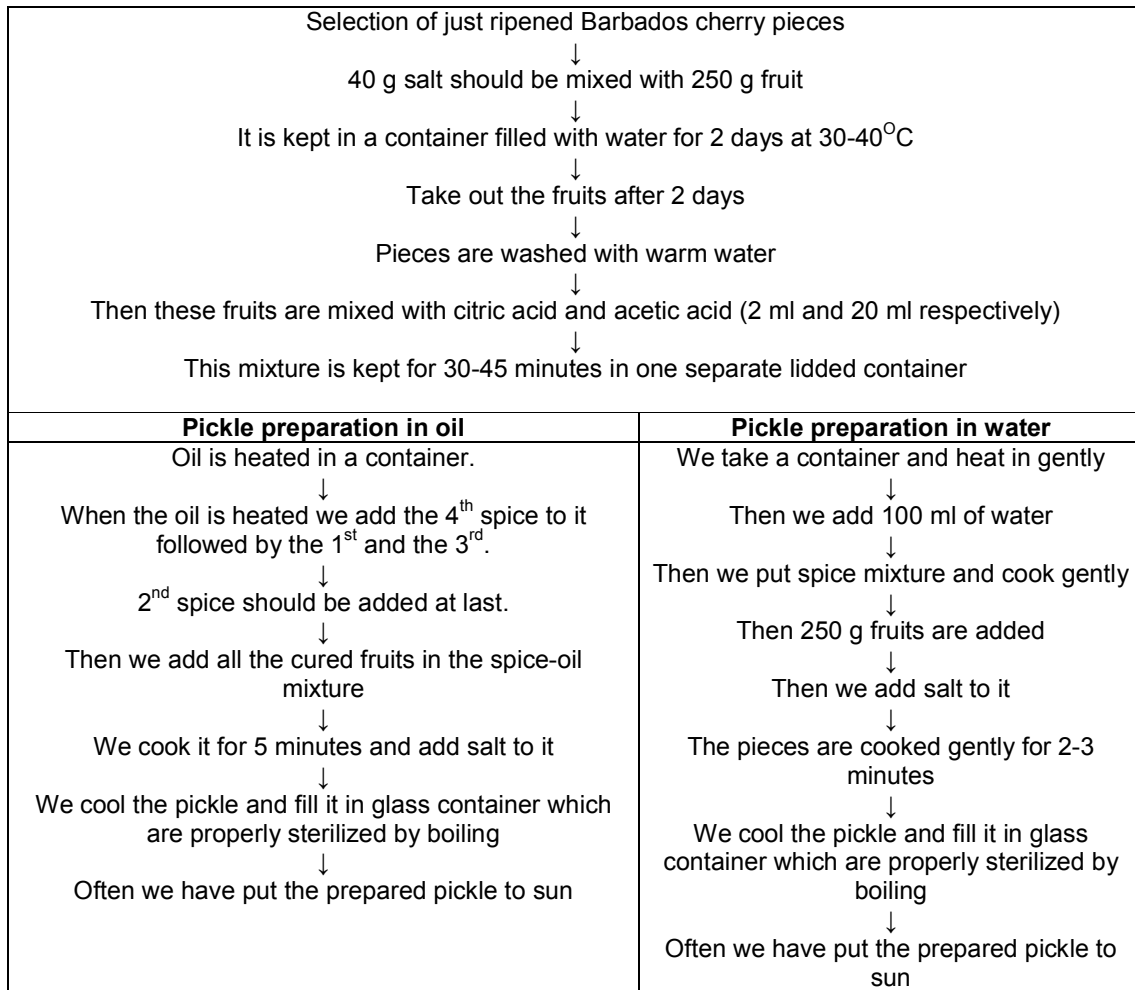 Selection of just ripened Barbados cherry pieces
↓
40 g salt should be mixed with 250 g fruit
↓
It is kept in a container filled with water for 2 days at 30-40OC
↓
Take out the fruits after 2 days
↓
Pieces are washed with warm water
↓
Then these fruits are mixed with citric acid and acetic acid (2 ml and 20 ml respectively)
↓
This mixture is kept for 30-45 minutes in one separate lidded container
Pickle preparation in oil
Oil is heated in a container.
↓
When the oil is heated we add the 4th spice to it
followed by the 1st and the 3rd.
↓
2nd spice should be added at last.
↓
Then we add all the cured fruits in the spice-oil
mixture
↓
We cook it for 5 minutes and add salt to it
↓
We cool the pickle and fill it in glass container which
are properly sterilized by boiling
↓
Often we have put the prepared pickle to sun
Pickle preparation in water
We take a container and heat in gently
↓
Then we add 100 ml of water
↓
Then we put spice mixture and cook gently
↓
Then 250 g fruits are added
↓
Then we add salt to it
↓
The pieces are cooked gently for 2-3
minutes
↓
We cool the pickle and fill it in glass
container which are properly sterilized by
boiling
↓
Often we have put the prepared pickle to
sun